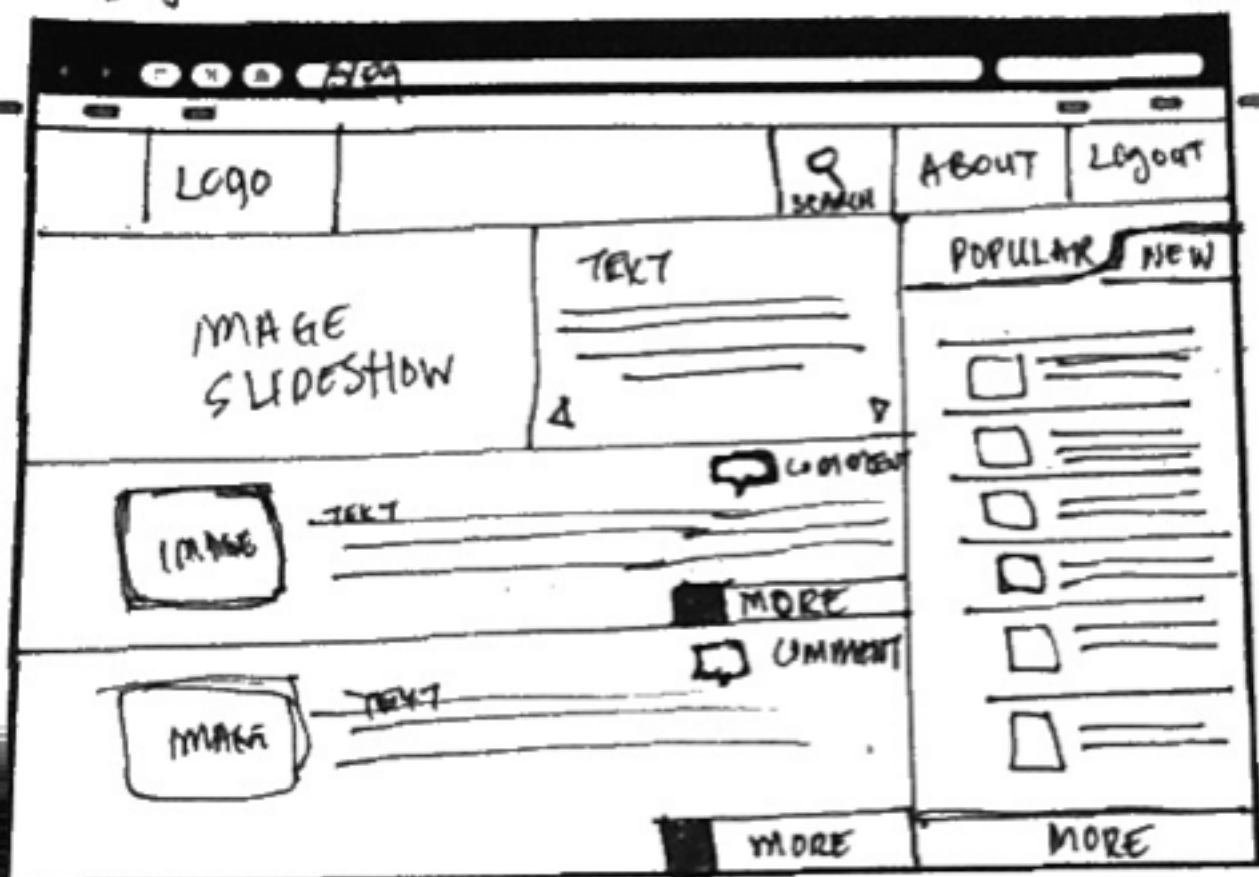 Blog
Logo
SEARCH
ABOUT
Logout
IMAGE
SLIDESHOW
TEXT
COMMENT
IMAGE
TEXT
MORE
COMMENT
IMAGE
TEXT
MORE
POPULAR
NEW
MORE